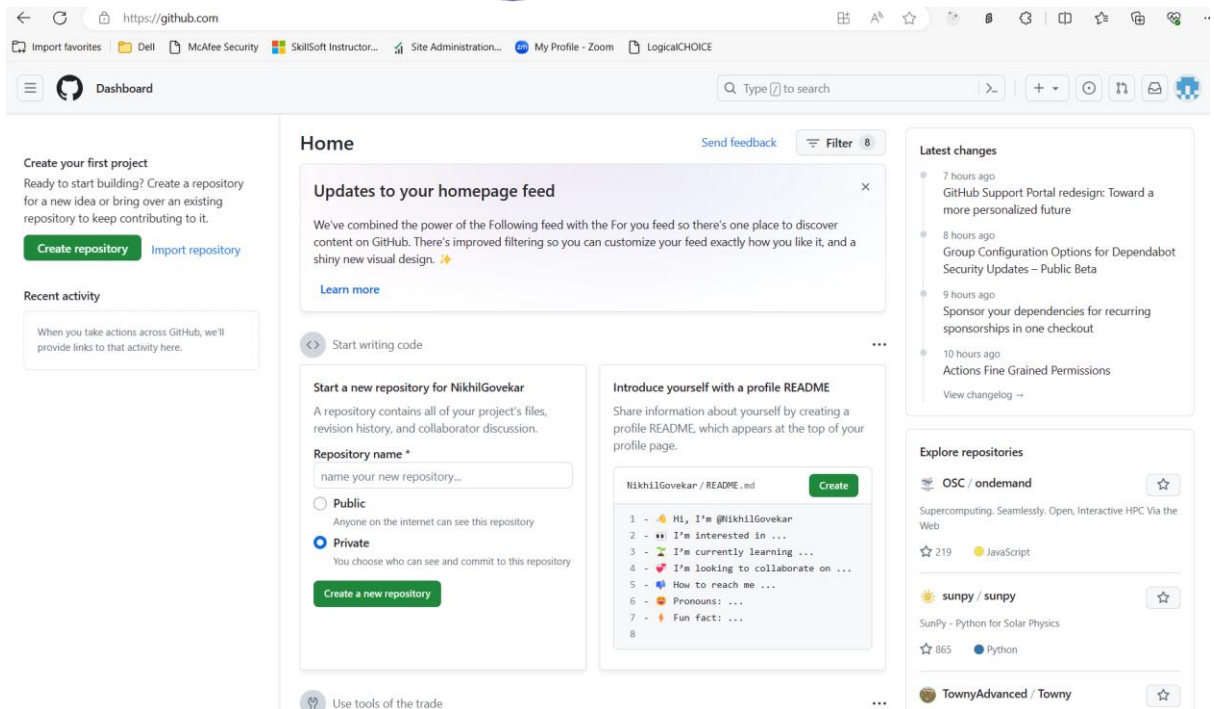 https://github.com
Import favorites
Dell
McAfee Security
SkillSoft Instructor...
Site Administration...
zm
My Profile - Zoom
LogicalCHOICE
Dashboard
Type / to search
Create your first project
Ready to start building? Create a repository
for a new idea or bring over an existing
repository to keep contributing to it.
Create repository
Import repository
Recent activity
When you take actions across GitHub, we'll
provide links to that activity here.
Home
Send feedback
Filter 8
Updates to your homepage feed
We've combined the power of the Following feed with the For you feed so there's one place to discover
content on GitHub. There's improved filtering so you can customize your feed exactly how you like it, and a
shiny new visual design. ✨
Learn more
Start writing code
Start a new repository for NikhilGovekar
A repository contains all of your project's files,
revision history, and collaborator discussion.
Repository name *
name your new repository...
Public
Anyone on the internet can see this repository
Private
You choose who can see and commit to this repository
Create a new repository
Introduce yourself with a profile README
Share information about yourself by creating a
profile README, which appears at the top of your
profile page.
NikhilGovekar / README.md
Create
1 - 👋 Hi, I'm @NikhilGovekar
2 - 👀 I'm interested in ...
3 - 🌱 I'm currently learning ...
4 - 💞️ I'm looking to collaborate on ...
5 - 📫 How to reach me ...
6 - 😄 Pronouns: ...
7 - ⚡ Fun fact: ...
8
Use tools of the trade
Latest changes
7 hours ago
GitHub Support Portal redesign: Toward a
more personalized future
8 hours ago
Group Configuration Options for Dependabot
Security Updates – Public Beta
9 hours ago
Sponsor your dependencies for recurring
sponsorships in one checkout
10 hours ago
Actions Fine Grained Permissions
View changelog →
Explore repositories
OSC / ondemand
Supercomputing. Seamlessly. Open, Interactive HPC Via the
Web
219
JavaScript
sunpy / sunpy
SunPy - Python for Solar Physics
865
Python
TownyAdvanced / Towny